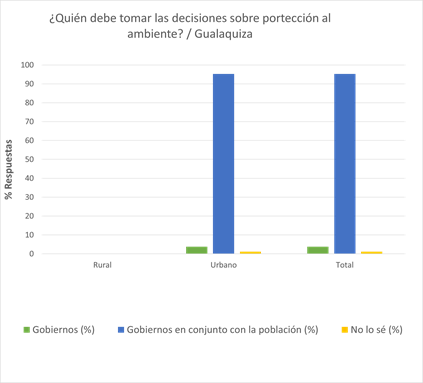 ¿Quién debe tomar las decisiones sobre portección al
ambiente? / Gualaquiza
% Respuestas
100
90
80
70
60
50
40
30
20
10
0
Rural
Urbano
Total
Gobiernos (%)
Gobiernos en conjunto con la población (%)
No lo sé (%)